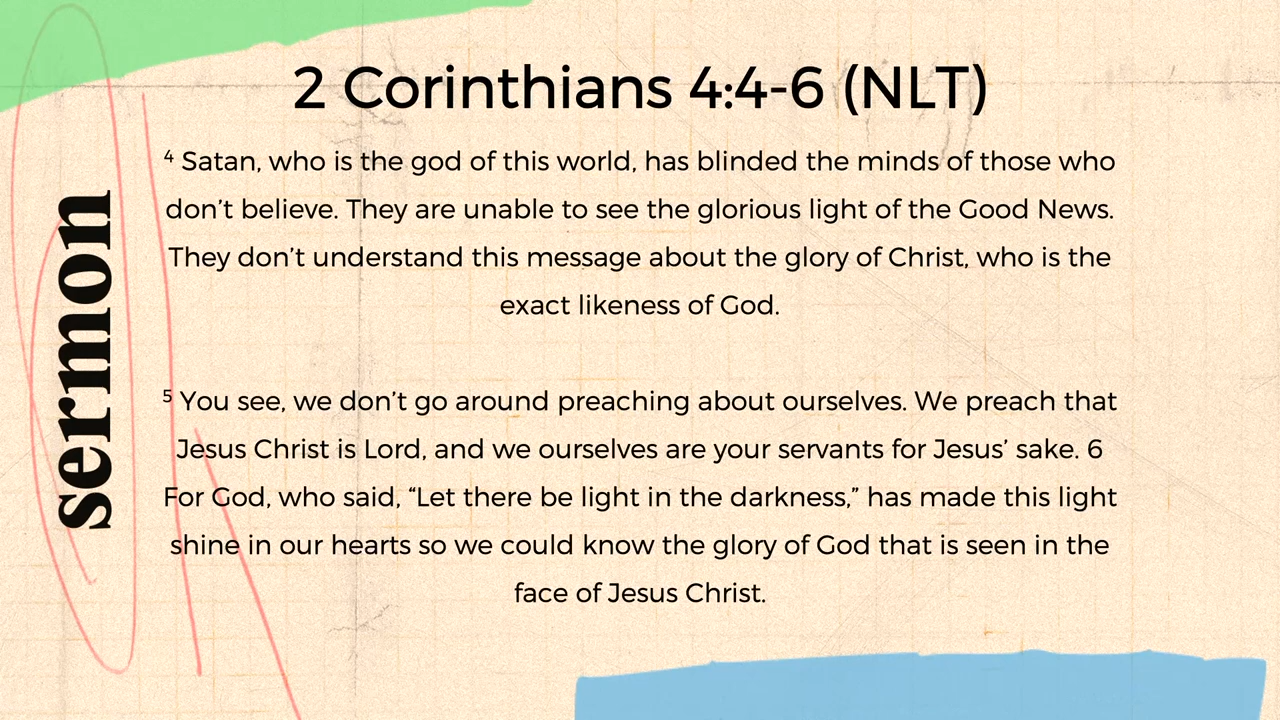 2 Corinthians 4:4-6 (NLT)
⁴ Satan, who is the god of this world, has blinded the minds of those who
don’t believe. They are unable to see the glorious light of the Good News.
They don’t understand this message about the glory of Christ, who is the
exact likeness of God.
⁵ You see, we don’t go around preaching about ourselves. We preach that
Jesus Christ is Lord, and we ourselves are your servants for Jesus’ sake. 6
For God, who said, “Let there be light in the darkness,” has made this light
shine in our hearts so we could know the glory of God that is seen in the
face of Jesus Christ.
sermon